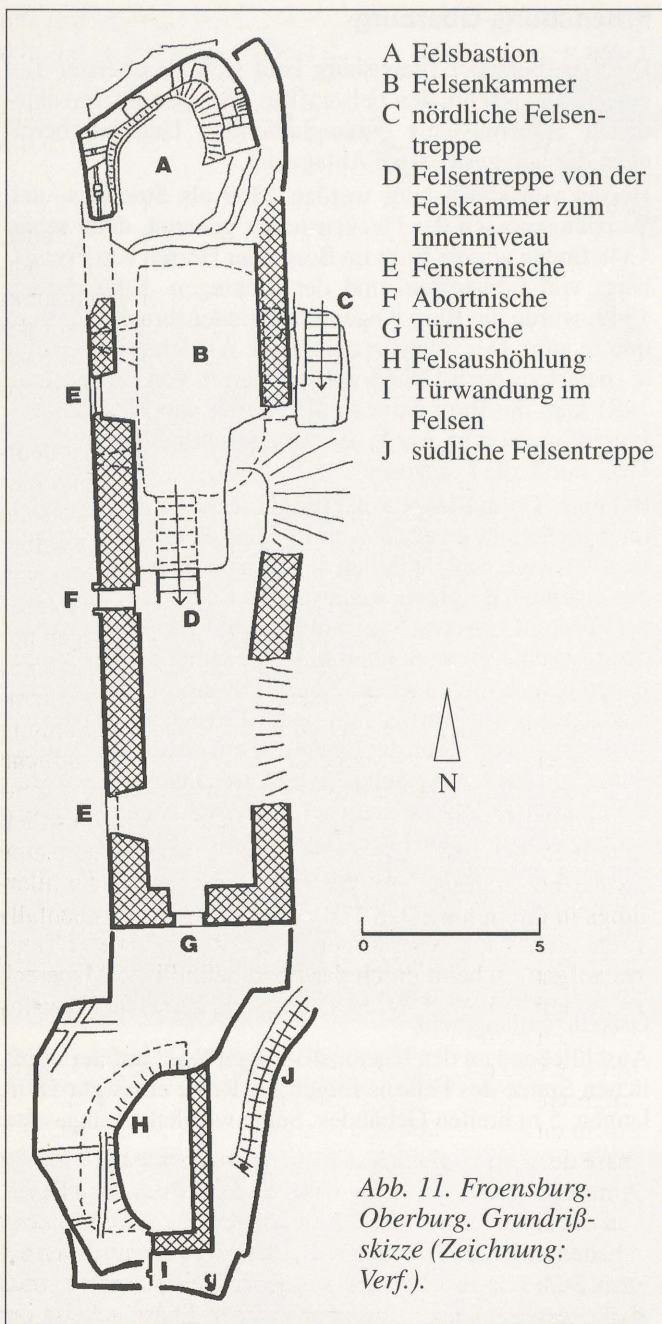 A Felsbastion
B Felsenkammer
C nördliche Felsen-
treppe
D Felsentreppe von der
Felskammer zum
Innenniveau
E Fensternische
F Abortnische
G Türnische
H Felsaushöhlung
I Türwandung im
Felsen
J südliche Felsentreppe
A
C
B
E
F
D
N
E
G
0 5
J
H
I
Abb. 11. Froensburg.
Oberburg. Grundriß-
skizze (Zeichnung:
Verf.).